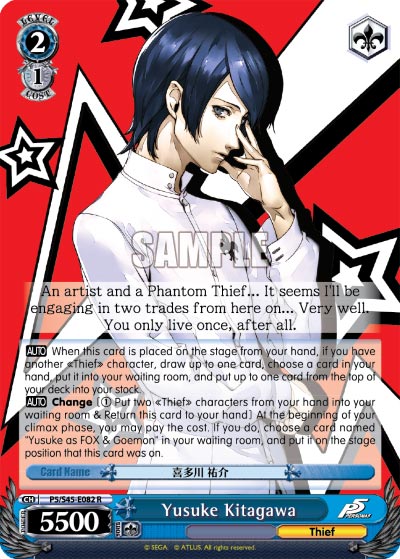 LEVEL
2
1
COST
SAMPLE
An artist and a Phantom Thief... It seems I'll be
engaging in two trades from here on... Very well.
You only live once, after all.
AUTO When this card is placed on the stage from your hand, if you have
another «Thief» character, draw up to one card, choose a card in your
hand, put it into your waiting room, and put up to one card from the top of
your deck into your stock.
AUTO Change [① Put two «Thief» characters from your hand into your
waiting room & Return this card to your hand] At the beginning of your
climax phase, you may pay the cost. If you do, choose a card named
"Yusuke as FOX & Goemon" in your waiting room, and put it on the stage
position that this card was on.
Card Name 喜多川 祐介
CH P5/S45-E082 R
POWER 5500
P5 PERSONA5
Yusuke Kitagawa
TRAIT
Thief
© SEGA. © ATLUS. All rights reserved.